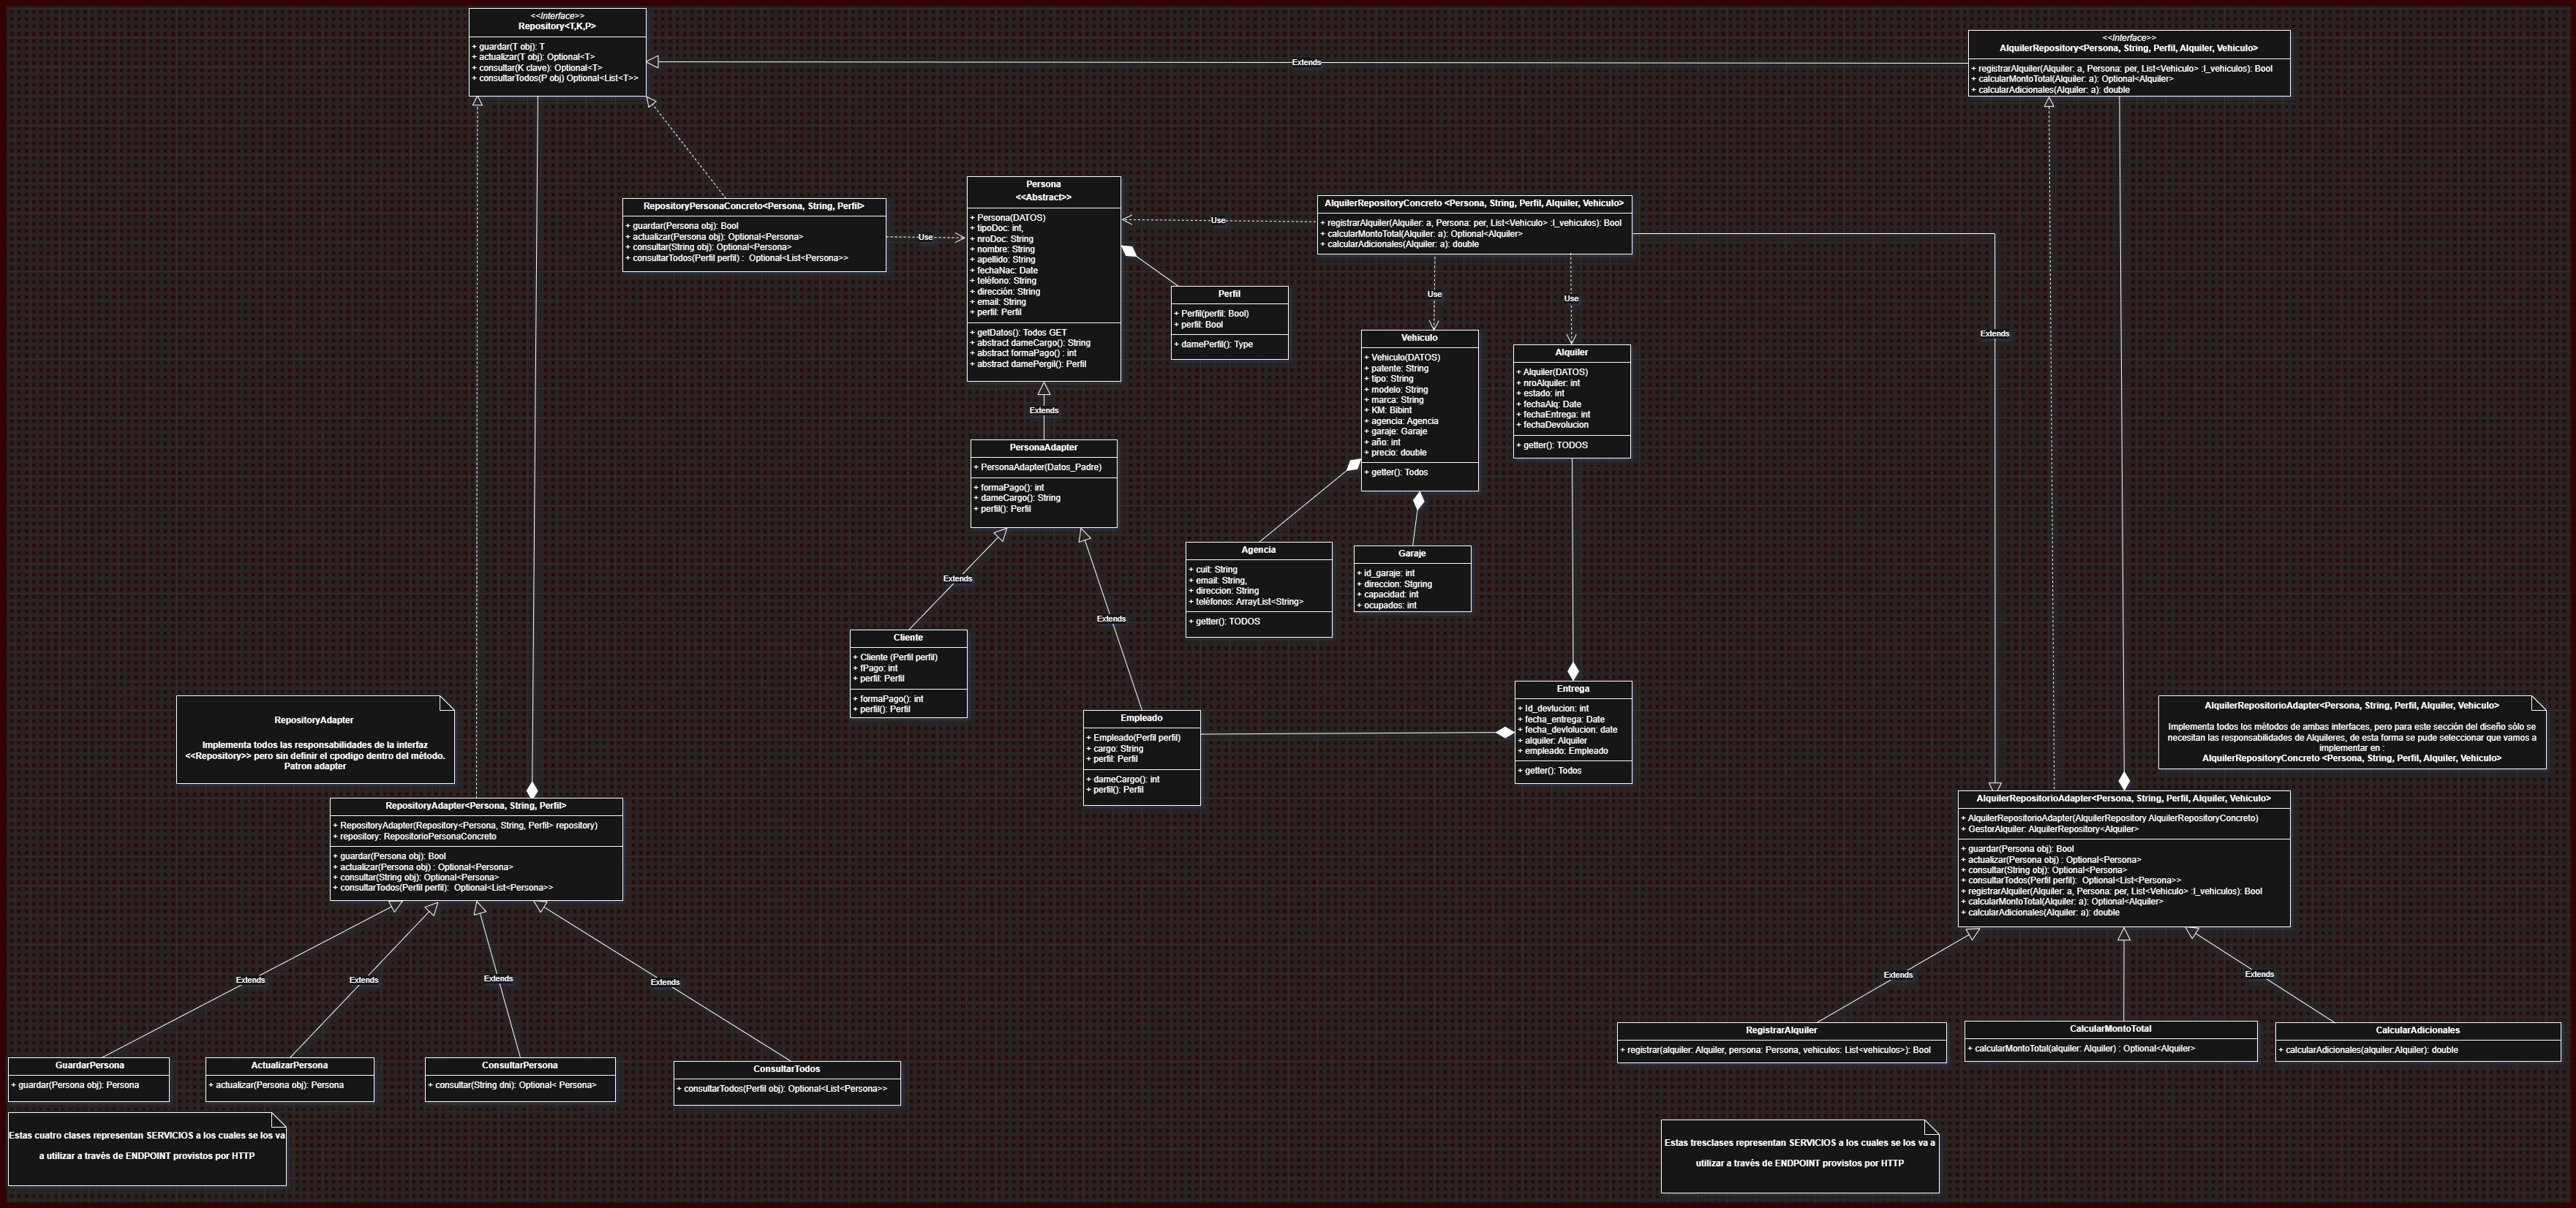 <<Interface>>
Repository<T,K,P>
+ guardar(T obj): T
+ actualizar(T obj): Optional<T>
+ consultar(K clave): Optional<T>
+ consultarTodos(P obj) Optional<List<T>>
Extends
<<Interface>>
AlquilerRepository<Persona, String, Perfil, Alquiler, Vehiculo>
+ registrarAlquiler(Alquiler: a, Persona: per, List<Vehiculo> :l_vehiculos): Bool
+ calcularMontoTotal(Alquiler: a): Optional<Alquiler>
+ calcularAdicionales(Alquiler: a): double
RepositoryPersonaConcreto<Persona, String, Perfil>
+ guardar(Persona obj): Bool
+ actualizar(Persona obj): Optional<Persona>
+ consultar(String obj): Optional<Persona>
+ consultarTodos(Perfil perfil) :  Optional<List<Persona>>
Use
Persona
<<Abstract>>
+ Persona(DATOS)
+ tipoDoc: int,
+ nroDoc: String
+ nombre: String
+ apellido: String
+ fechaNac: Date
+ teléfono: String
+ dirección: String
+ email: String
+ perfil: Perfil
+ getDatos(): Todos GET
+ abstract dameCargo(): String
+ abstract formaPago() : int
+ abstract damePergil(): Perfil
Use
AlquilerRepositoryConcreto <Persona, String, Perfil, Alquiler, Vehiculo>
+ registrarAlquiler(Alquiler: a, Persona: per, List<Vehiculo> :l_vehiculos): Bool
+ calcularMontoTotal(Alquiler: a): Optional<Alquiler>
+ calcularAdicionales(Alquiler: a): double
Perfil
+ Perfil(perfil: Bool)
+ perfil: Bool
+ damePerfil(): Type
Use
Use
Extends
Vehiculo
+ Vehiculo(DATOS)
+ patente: String
+ tipo: String
+ modelo: String
+ marca: String
+ KM: Bibint
+ agencia: Agencia
+ garaje: Garaje
+ año: int
+ precio: double
+ getter(): Todos
Alquiler
+ Alquiler(DATOS)
+ nroAlquiler: int
+ estado: int
+ fechaAlq: Date
+ fechaEntrega: int
+ fechaDevolucion
+ getter(): TODOS
Extends
PersonaAdapter
+ PersonaAdapter(Datos_Padre)
+ formaPago(): int
+ dameCargo(): String
+ perfil(): Perfil
Agencia
+ cuit: String
+ email: String,
+ direccion: String
+ teléfonos: ArrayList<String>
+ getter(): TODOS
Garaje
+ id_garaje: int
+ direccion: Stgring
+ capacidad: int
+ ocupados: int
Extends
Extends
Cliente
+ Cliente (Perfil perfil)
+ fPago: int
+ perfil: Perfil
+ formaPago(): int
+ perfil(): Perfil
Empleado
+ Empleado(Perfil perfil)
+ cargo: String
+ perfil: Perfil
+ dameCargo(): int
+ perfil(): Perfil
Entrega
+ Id_devlucion: int
+ fecha_entrega: Date
+ fecha_devlolucion: date
+ alquiler: Alquiler
+ empleado: Empleado
+ getter(): Todos
RepositoryAdapter
Implementa todos las responsabilidades de la interfaz
<<Repository>> pero sin definir el cpodigo dentro del método.
Patron adapter
AlquilerRepositorioAdapter<Persona, String, Perfil, Alquiler, Vehiculo>
Implementa todos los métodos de ambas interfaces, pero para este sección del diseño sólo se
necesitan las responsabilidades de Alquileres, de esta forma se pude seleccionar que vamos a
implementar en :
AlquilerRepositoryConcreto <Persona, String, Perfil, Alquiler, Vehiculo>
RepositoryAdapter<Persona, String, Perfil>
+ RepositoryAdapter(Repository<Persona, String, Perfil> repository)
+ repository: RepositorioPersonaConcreto
+ guardar(Persona obj): Bool
+ actualizar(Persona obj) : Optional<Persona>
+ consultar(String obj): Optional<Persona>
+ consultarTodos(Perfil perfil):  Optional<List<Persona>>
AlquilerRepositorioAdapter<Persona, String, Perfil, Alquiler, Vehiculo>
+ AlquilerRepositorioAdapter(AlquilerRepository AlquilerRepositoryConcreto)
+ GestorAlquiler: AlquilerRepository<Alquiler>
+ guardar(Persona obj): Bool
+ actualizar(Persona obj) : Optional<Persona>
+ consultar(String obj): Optional<Persona>
+ consultarTodos(Perfil perfil):  Optional<List<Persona>>
+ registrarAlquiler(Alquiler: a, Persona: per, List<Vehiculo> :l_vehiculos): Bool
+ calcularMontoTotal(Alquiler: a): Optional<Alquiler>
+ calcularAdicionales(Alquiler: a): double
Extends
Extends
Extends
Extends
Extends
Extends
GuardarPersona
+ guardar(Persona obj): Persona
ActualizarPersona
+ actualizar(Persona obj): Persona
ConsultarPersona
+ consultar(String dni): Optional< Persona>
ConsultarTodos
+ consultarTodos(Perfil obj): Optional<List<Persona>>
RegistrarAlquiler
+ registrar(alquiler: Alquiler, persona: Persona, vehiculos: List<vehiculos>): Bool
CalcularMontoTotal
+ calcularMontoTotal(alquiler: Alquiler) : Optional<Alquiler>
CalcularAdicionales
+ calcularAdicionales(alquiler:Alquiler): double
Estas cuatro clases representan SERVICIOS a los cuales se los va
a utilizar a través de ENDPOINT provistos por HTTP
Estas tresclases representan SERVICIOS a los cuales se los va a
utilizar a través de ENDPOINT provistos por HTTP